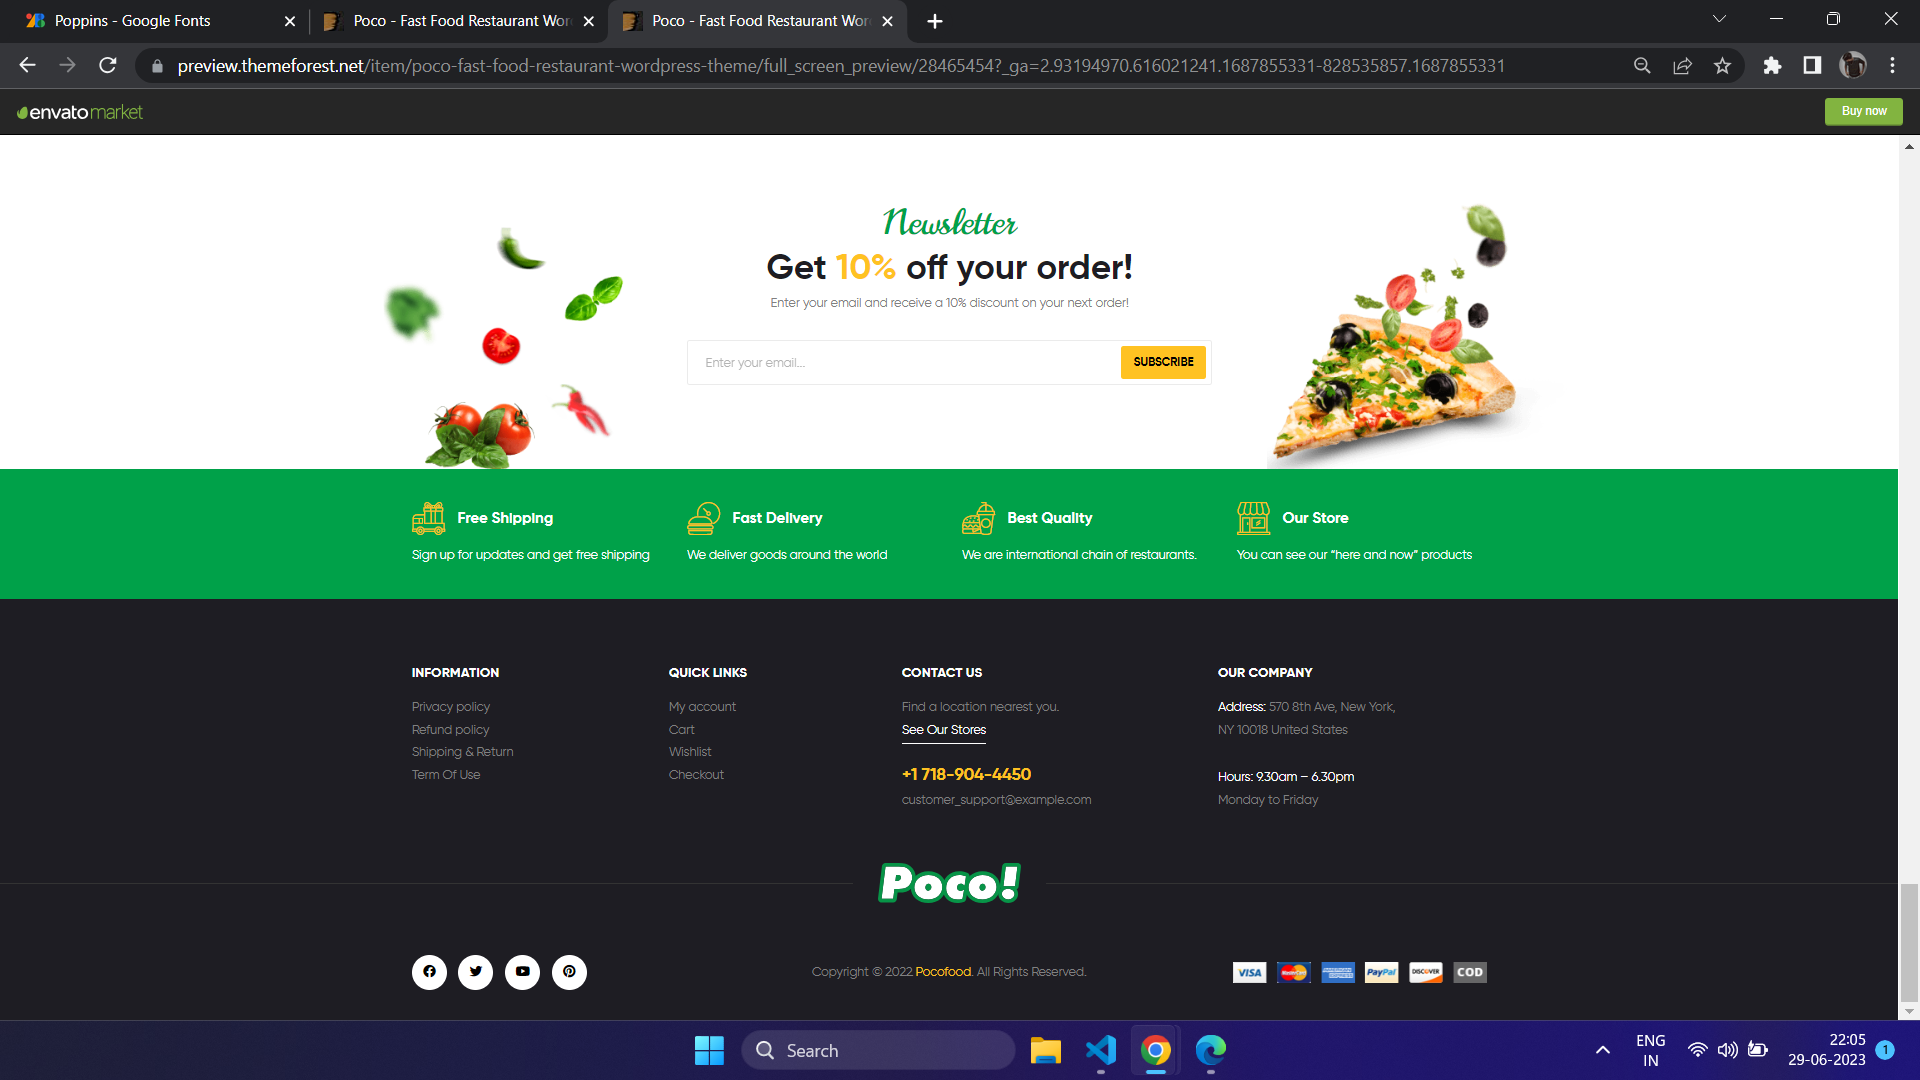 Poppins - Google Fonts
Poco - Fast Food Restaurant Wor
Poco - Fast Food Restaurant Wor
preview.themeforest.net/item/poco-fast-food-restaurant-wordpress-theme/full_screen_preview/28465454?_ga=2.93194970.616021241.1687855331-828535857.1687855331
envato market
Buy now
Newsletter
Get 10% off your order!
Enter your email and receive a 10% discount on your next order!
Enter your email...
SUBSCRIBE
Free Shipping
Sign up for updates and get free shipping
Fast Delivery
We deliver goods around the world
Best Quality
We are international chain of restaurants.
Our Store
You can see our “here and now” products
INFORMATION
Privacy policy
Refund policy
Shipping & Return
Term Of Use
QUICK LINKS
My account
Cart
Wishlist
Checkout
CONTACT US
Find a location nearest you.
See Our Stores
+1 718-904-4450
customer_support@example.com
OUR COMPANY
Address: 570 8th Ave, New York,
NY 10018 United States
Hours: 9.30am – 6.30pm
Monday to Friday
Poco!
Copyright © 2022 Pocofood. All Rights Reserved.
VISA
MasterCard
AMERICAN EXPRESS
PayPal
DISCOVER
COD
Search
ENG
IN
22:05
29-06-2023
1